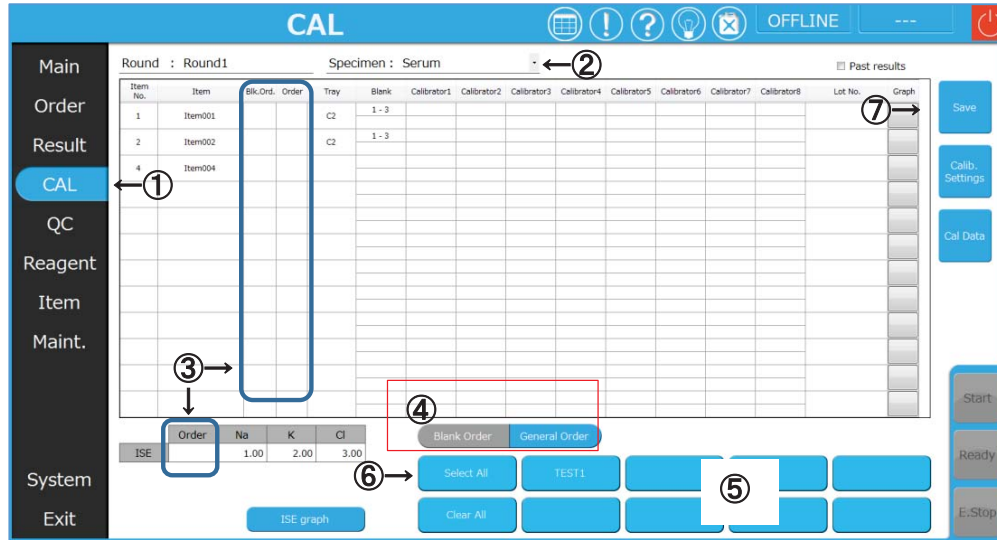 CAL
OFFLINE
---
Main
Order
Result
CAL
QC
Reagent
Item
Maint.
System
Exit
Round : Round1 Specimen : Serum ② Past results
Item No. Item Blk.Ord. Order Tray Blank Calibrator1 Calibrator2 Calibrator3 Calibrator4 Calibrator5 Calibrator6 Calibrator7 Calibrator8 Lot No. Graph
1 Item001 C2 1 - 3
2 Item002 C2 1 - 3
4 Item004
①
③
④
⑦
Save
Calib.
Settings
Cal Data
Blank Order General Order
Order Na K Cl
ISE 1.00 2.00 3.00
⑥ Select All TEST1 ⑤
ISE graph Clear All
Start
Ready
E.Stop